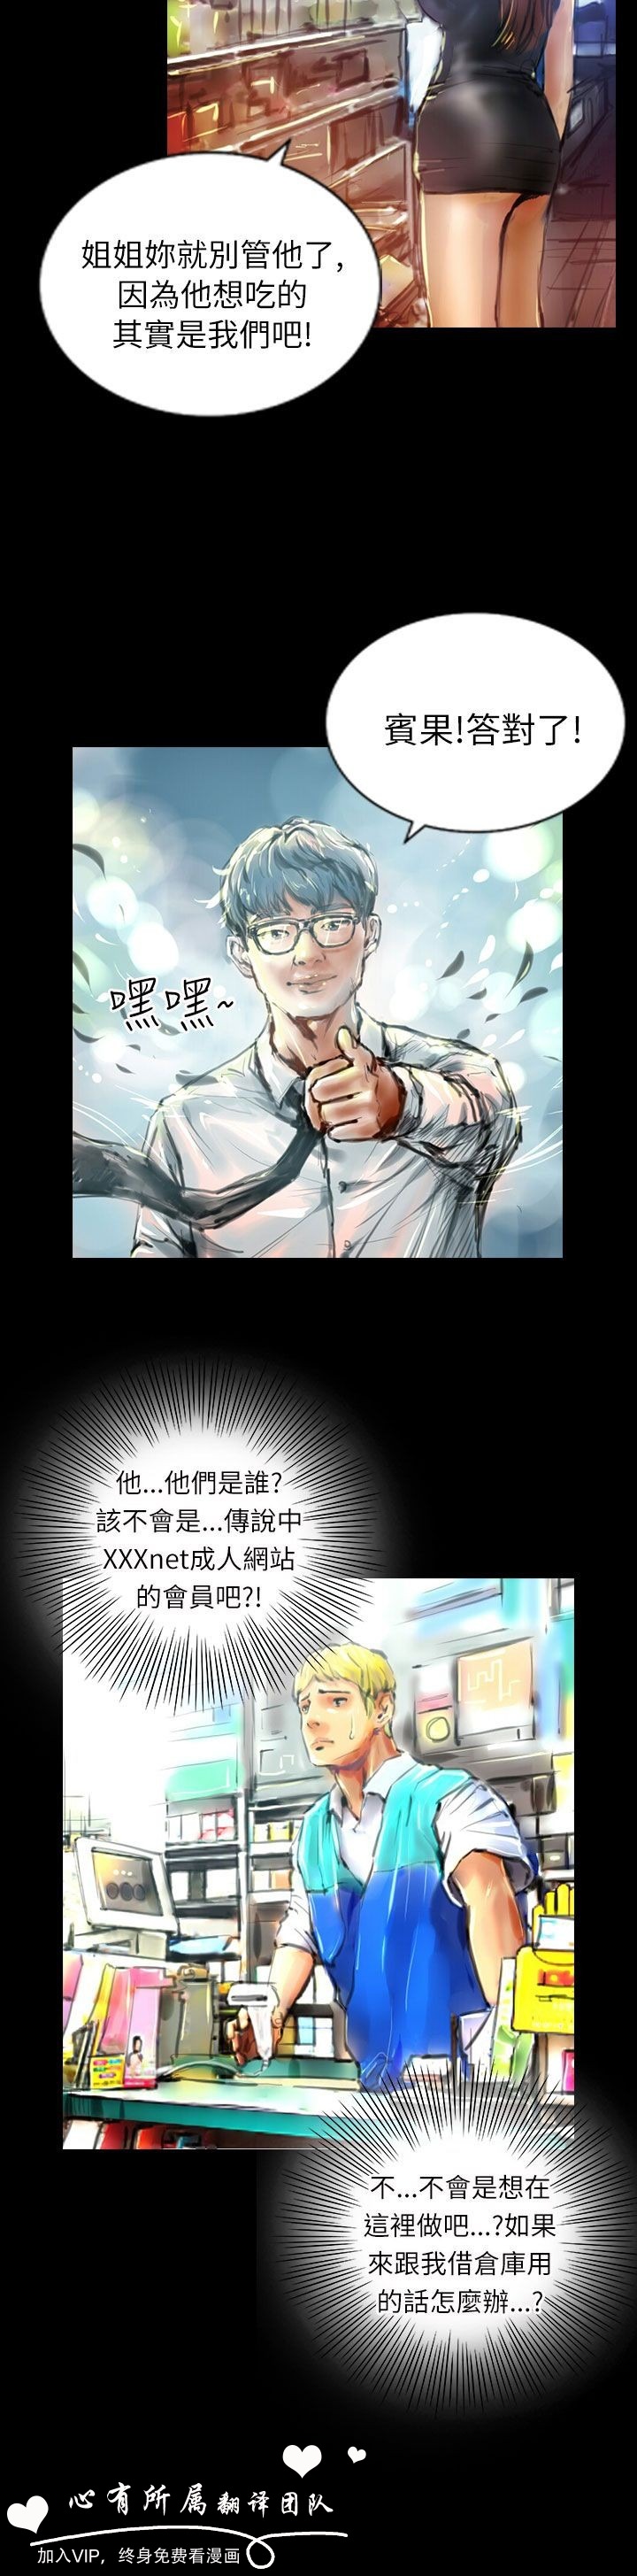 姐姐妳就別管他了,
因為他想吃的
其實是我們吧!
賓果!答對了!
嘿嘿~
他...他們是誰?
該不會是...傳說中
XXXnet成人網站
的會員吧?!
不...不會是想在
這裡做吧...?如果
來跟我借倉庫用
的話怎麼辦...?
心有所属翻译团队
加入VIP，终身免费看漫画